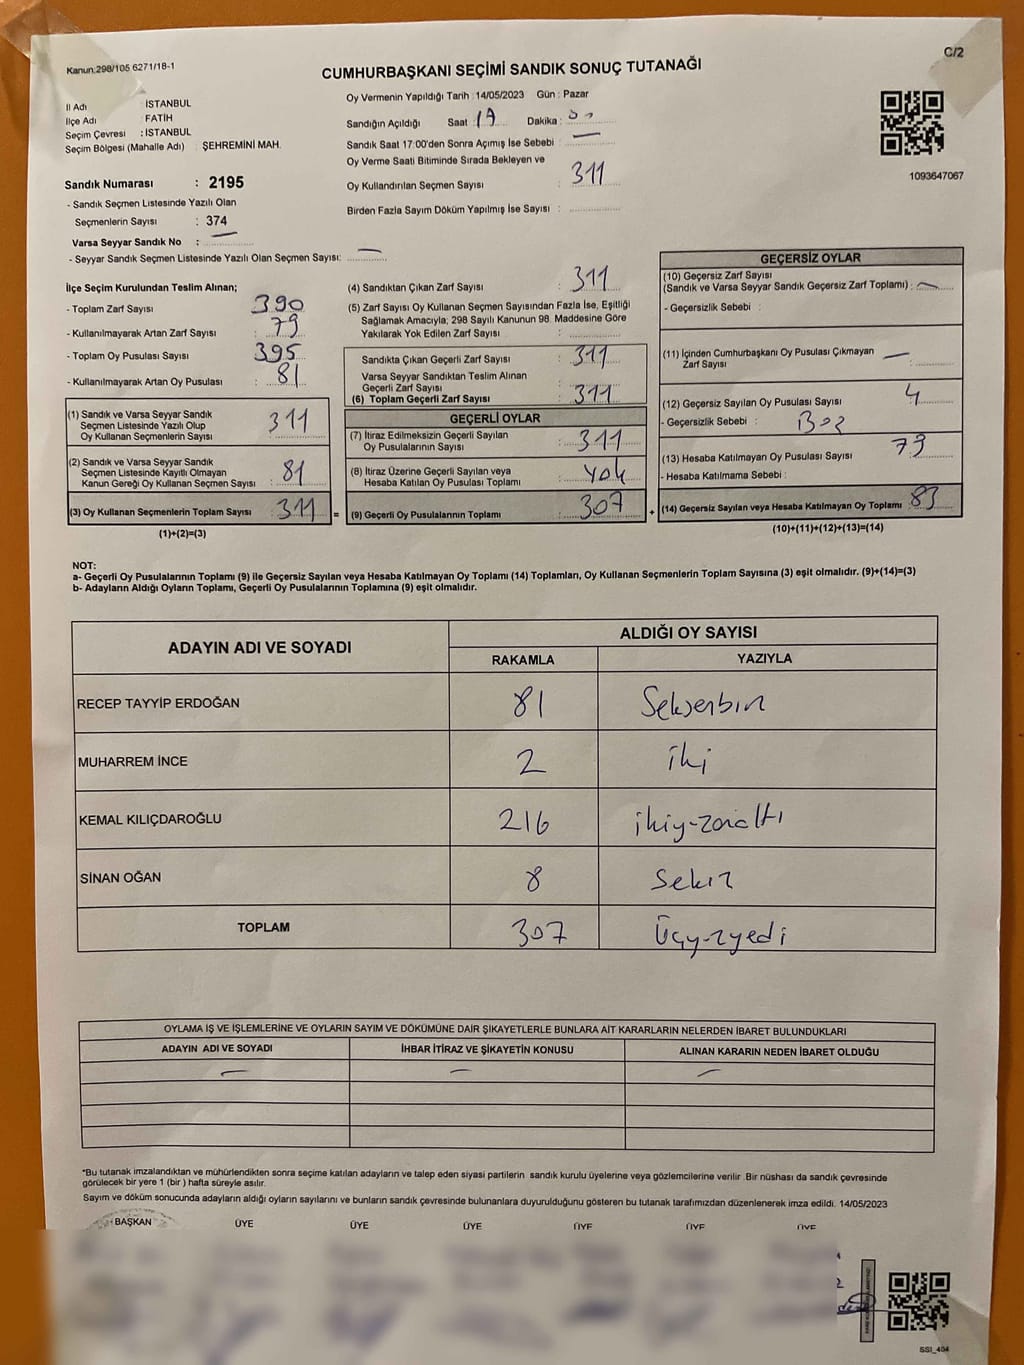 Kanun:298/105 6271/18-1
C/2
CUMHURBAŞKANI SEÇİMİ SANDIK SONUÇ TUTANAĞI
İl Adı : İSTANBUL
İlçe Adı : FATİH
Seçim Çevresi : İSTANBUL
Seçim Bölgesi (Mahalle Adı) : ŞEHREMİNİ MAH.
Sandık Numarası : 2195
- Sandık Seçmen Listesinde Yazılı Olan
Seçmenlerin Sayısı : 374
Varsa Seyyar Sandık No :
- Seyyar Sandık Seçmen Listesinde Yazılı Olan Seçmen Sayısı:
Oy Vermenin Yapıldığı Tarih : 14/05/2023 Gün : Pazar
Sandığın Açıldığı Saat : 17 Dakika :
Sandık Saat 17:00'den Sonra Açımış İse Sebebi :
Oy Verme Saati Bitiminde Sırada Bekleyen ve
Oy Kullandırılan Seçmen Sayısı : 311
Birden Fazla Sayım Döküm Yapılmış İse Sayısı :
1093647067
İlçe Seçim Kurulundan Teslim Alınan;
- Toplam Zarf Sayısı : 390
- Kullanılmayarak Artan Zarf Sayısı : 79
- Toplam Oy Pusulası Sayısı : 395
- Kullanılmayarak Artan Oy Pusulası : 81
(1) Sandık ve Varsa Seyyar Sandık
Seçmen Listesinde Yazılı Olup
Oy Kullanan Seçmenlerin Sayısı : 311
(2) Sandık ve Varsa Seyyar Sandık
Seçmen Listesinde Kayıtlı Olmayan
Kanun Gereği Oy Kullanan Seçmen Sayısı : 81
(3) Oy Kullanan Seçmenlerin Toplam Sayısı : 311
(1)+(2)=(3)
(4) Sandıktan Çıkan Zarf Sayısı : 311
(5) Zarf Sayısı Oy Kullanan Seçmen Sayısından Fazla İse, Eşitliği
Sağlamak Amacıyla; 298 Sayılı Kanunun 98. Maddesine Göre
Yakılarak Yok Edilen Zarf Sayısı :
Sandıkta Çıkan Geçerli Zarf Sayısı : 311
Varsa Seyyar Sandıktan Teslim Alınan
Geçerli Zarf Sayısı
(6) Toplam Geçerli Zarf Sayısı : 311
GEÇERLİ OYLAR
(7) İtiraz Edilmeksizin Geçerli Sayılan
Oy Pusulalarının Sayısı : 311
(8) İtiraz Üzerine Geçerli Sayılan veya
Hesaba Katılan Oy Pusulası Toplamı : Yok
= (9) Geçerli Oy Pusulalarının Toplamı : 307 +
GEÇERSİZ OYLAR
(10) Geçersiz Zarf Sayısı
(Sandık ve Varsa Seyyar Sandık Geçersiz Zarf Toplamı) :
- Geçersizlik Sebebi :
(11) İçinden Cumhurbaşkanı Oy Pusulası Çıkmayan
Zarf Sayısı :
(12) Geçersiz Sayılan Oy Pusulası Sayısı : 4
- Geçersizlik Sebebi : Boz
(13) Hesaba Katılmayan Oy Pusulası Sayısı : 79
- Hesaba Katılmama Sebebi :
(14) Geçersiz Sayılan veya Hesaba Katılmayan Oy Toplamı : 83
(10)+(11)+(12)+(13)=(14)
NOT:
a- Geçerli Oy Pusulalarının Toplamı (9) ile Geçersiz Sayılan veya Hesaba Katılmayan Oy Toplamı (14) Toplamları, Oy Kullanan Seçmenlerin Toplam Sayısına (3) eşit olmalıdır. (9)+(14)=(3)
b- Adayların Aldığı Oyların Toplamı, Geçerli Oy Pusulalarının Toplamına (9) eşit olmalıdır.
ADAYIN ADI VE SOYADI ALDIĞI OY SAYISI
RAKAMLA YAZIYLA
RECEP TAYYİP ERDOĞAN 81 Seksenbir
MUHARREM İNCE 2 iki
KEMAL KILIÇDAROĞLU 216 ikiy-zonaltı
SİNAN OĞAN 8 Sekiz
TOPLAM 307 Üçy-zyedi
OYLAMA İŞ VE İŞLEMLERİNE VE OYLARIN SAYIM VE DÖKÜMÜNE DAİR ŞİKAYETLERLE BUNLARA AİT KARARLARIN NELERDEN İBARET BULUNDUKLARI
ADAYIN ADI VE SOYADI İHBAR İTİRAZ VE ŞİKAYETİN KONUSU ALINAN KARARIN NEDEN İBARET OLDUĞU
*Bu tutanak imzalandıktan ve mühürlendikten sonra seçime katılan adayların ve talep eden siyasi partilerin sandık kurulu üyelerine veya gözlemcilerine verilir. Bir nüshası da sandık çevresinde
görülecek bir yere 1 (bir ) hafta süreyle asılır.
Sayım ve döküm sonucunda adayların aldığı oyların sayılarını ve bunların sandık çevresinde bulunanlara duyurulduğunu gösteren bu tutanak tarafımızdan düzenlenerek imza edildi. 14/05/2023
BAŞKAN ÜYE ÜYE ÜYE ÜYE ÜYE ÜYE